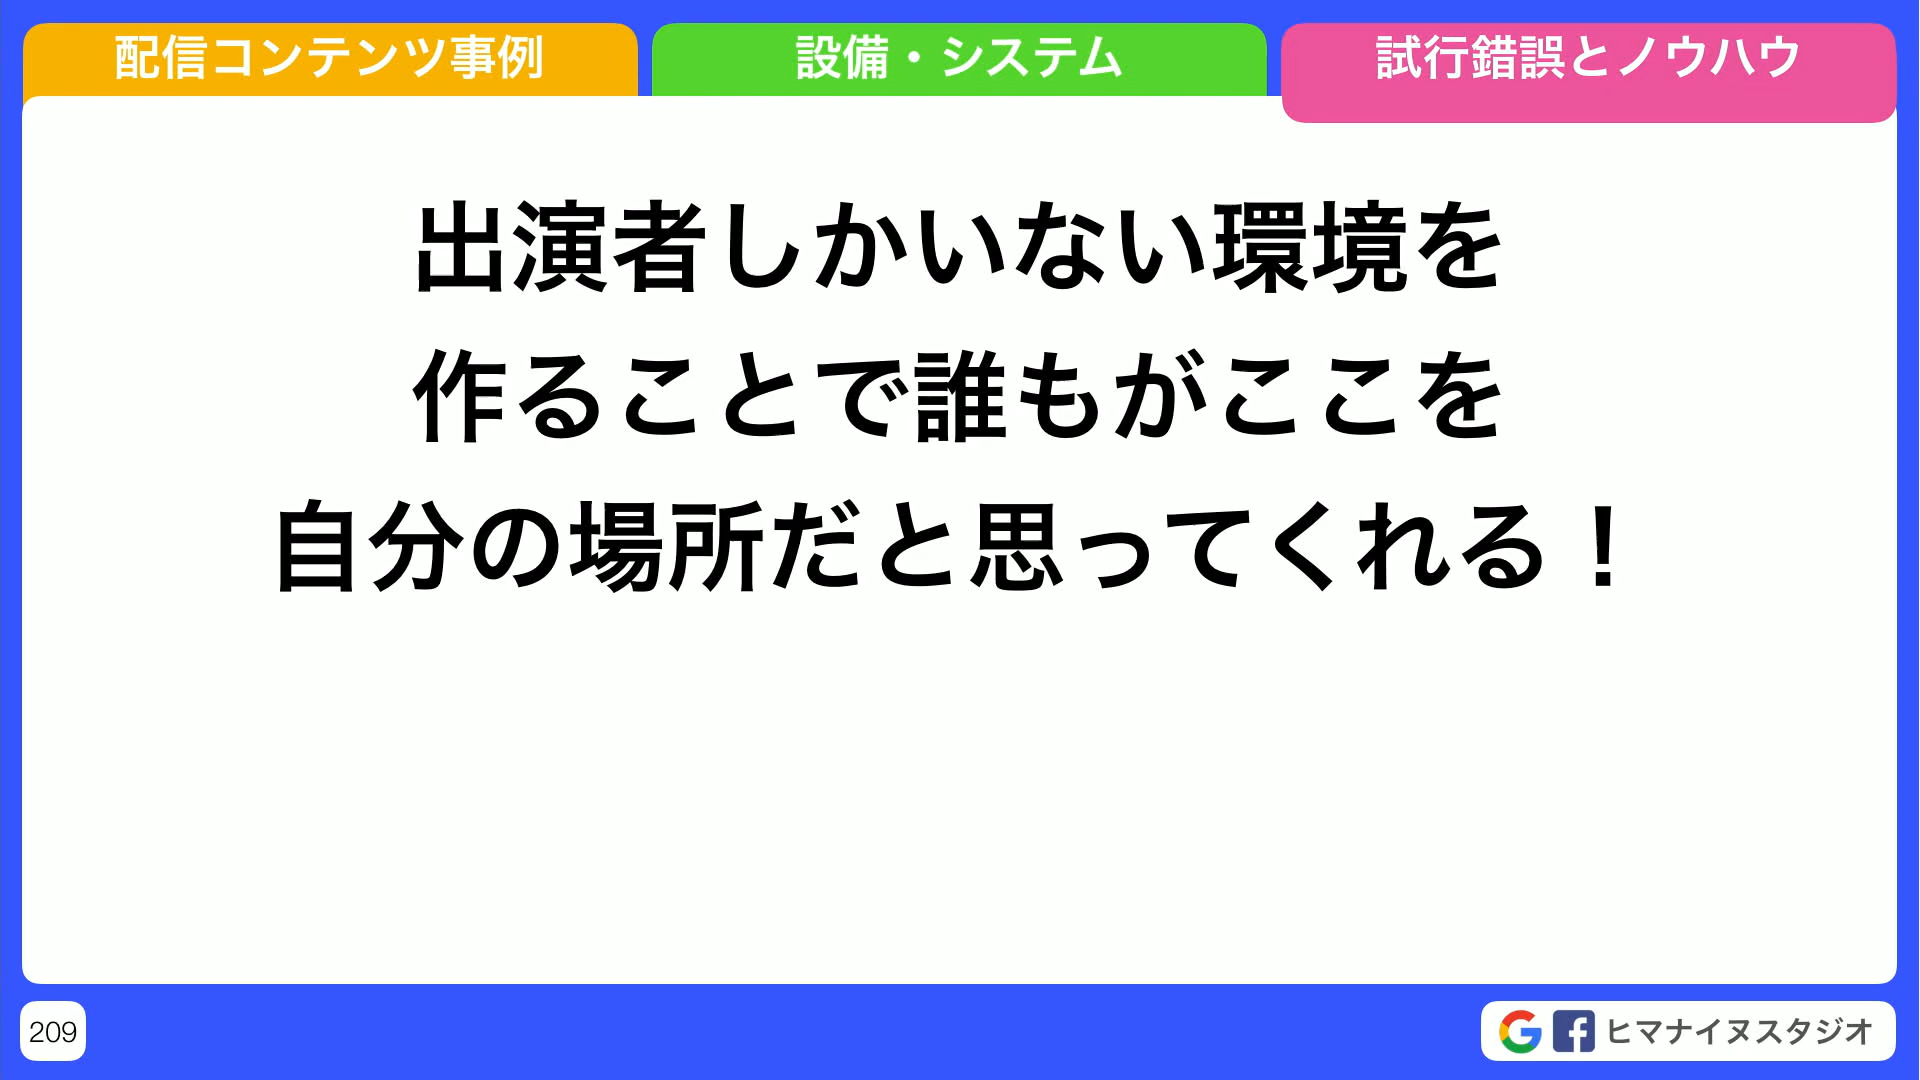 配信コンテンツ事例
設備・システム
試行錯誤とノウハウ
出演者しかいない環境を
作ることで誰もがここを
自分の場所だと思ってくれる！
209
ヒマナイヌスタジオ